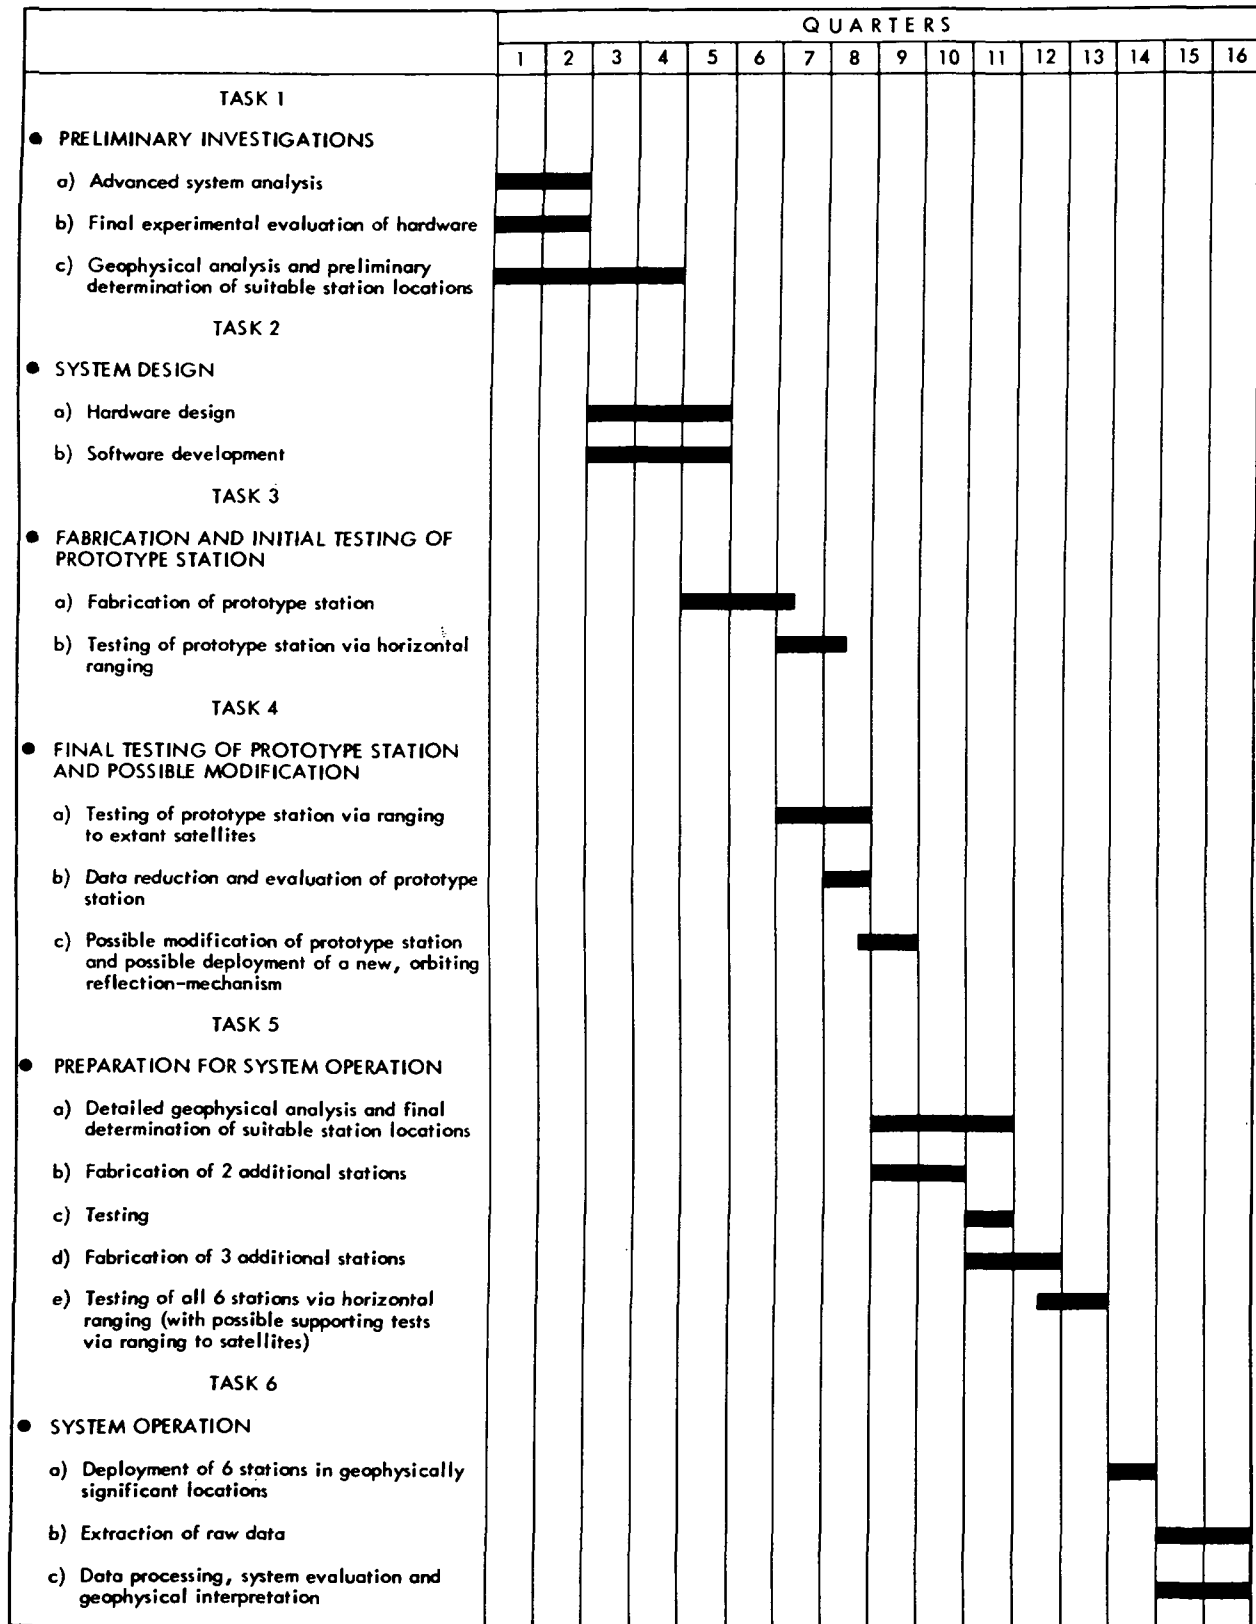 QUARTERS
1 2 3 4 5 6 7 8 9 10 11 12 13 14 15 16
TASK 1
● PRELIMINARY INVESTIGATIONS
a) Advanced system analysis
b) Final experimental evaluation of hardware
c) Geophysical analysis and preliminary
determination of suitable station locations
TASK 2
● SYSTEM DESIGN
a) Hardware design
b) Software development
TASK 3
● FABRICATION AND INITIAL TESTING OF
PROTOTYPE STATION
a) Fabrication of prototype station
b) Testing of prototype station via horizontal
ranging
TASK 4
● FINAL TESTING OF PROTOTYPE STATION
AND POSSIBLE MODIFICATION
a) Testing of prototype station via ranging
to extant satellites
b) Data reduction and evaluation of prototype
station
c) Possible modification of prototype station
and possible deployment of a new, orbiting
reflection-mechanism
TASK 5
● PREPARATION FOR SYSTEM OPERATION
a) Detailed geophysical analysis and final
determination of suitable station locations
b) Fabrication of 2 additional stations
c) Testing
d) Fabrication of 3 additional stations
e) Testing of all 6 stations via horizontal
ranging (with possible supporting tests
via ranging to satellites)
TASK 6
● SYSTEM OPERATION
a) Deployment of 6 stations in geophysically
significant locations
b) Extraction of raw data
c) Data processing, system evaluation and
geophysical interpretation